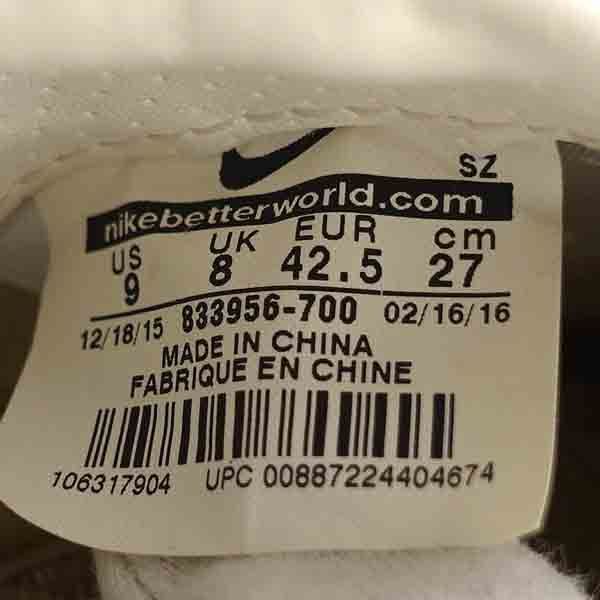 SZ
nikebetterworld.com
US UK EUR cm
9 8 42.5 27
12/18/15 833956-700 02/16/16
MADE IN CHINA
FABRIQUE EN CHINE
106317904 UPC 00887224404674